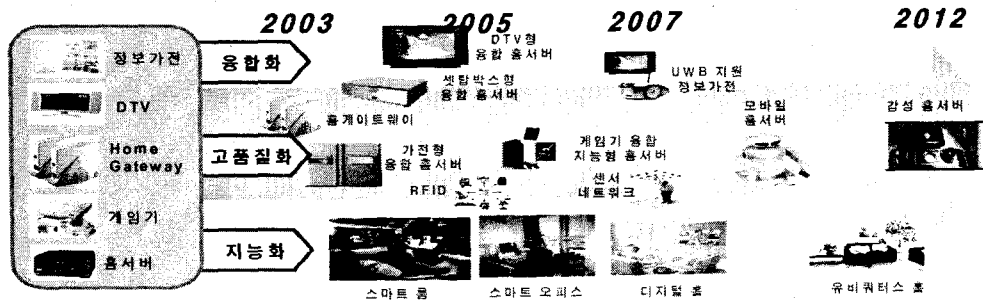 2003
2005
2007
2012
정보가전
DTV
Home
Gateway
게임기
홈서버
융합화
고품질화
지능화
DTV형
융합 홈서버
셋탑박스형
융합 홈서버
홈게이트웨이
UWB 지원
정보가전
모바일
홈서버
감성 홈서버
가전형
융합 홈서버
게임기 융합
지능형 홈서버
RFID
센서
네트워크
스마트 룸
스마트 오피스
디지털 홈
유비쿼터스 홈